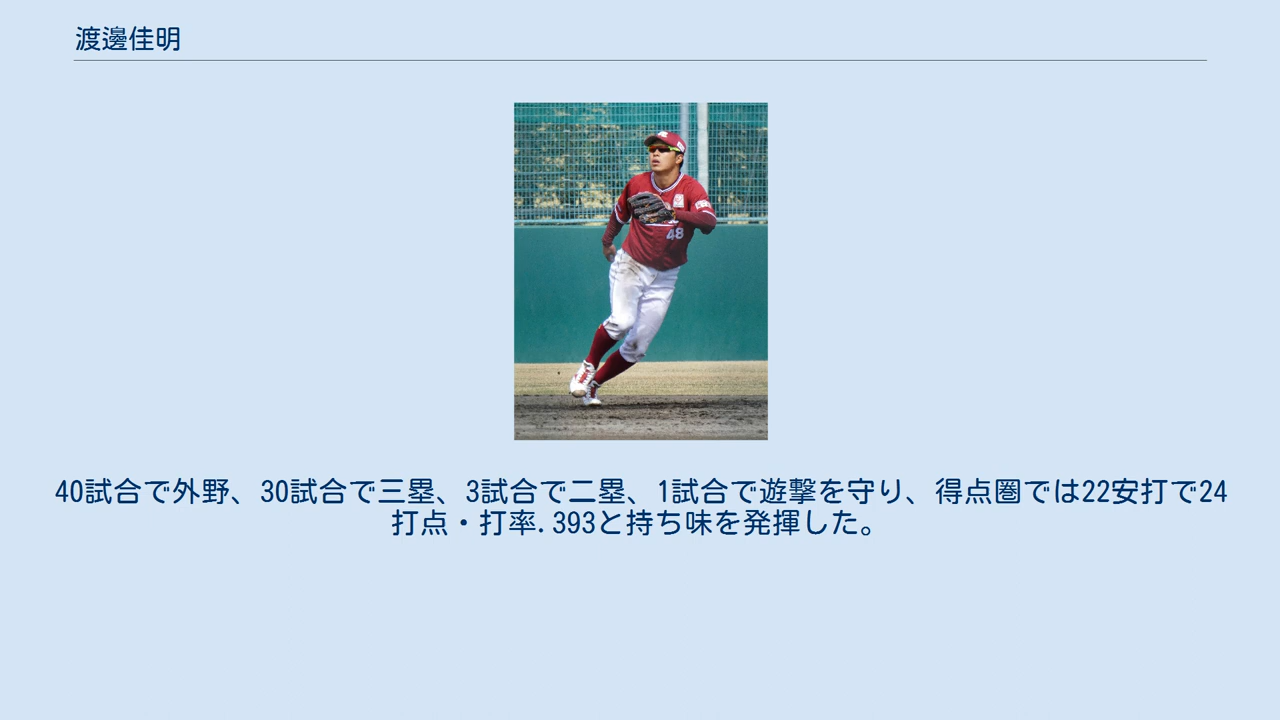 渡邊佳明
48
40試合で外野、30試合で三塁、3試合で二塁、1試合で遊撃を守り、得点圏では22安打で24
打点・打率.393と持ち味を発揮した。